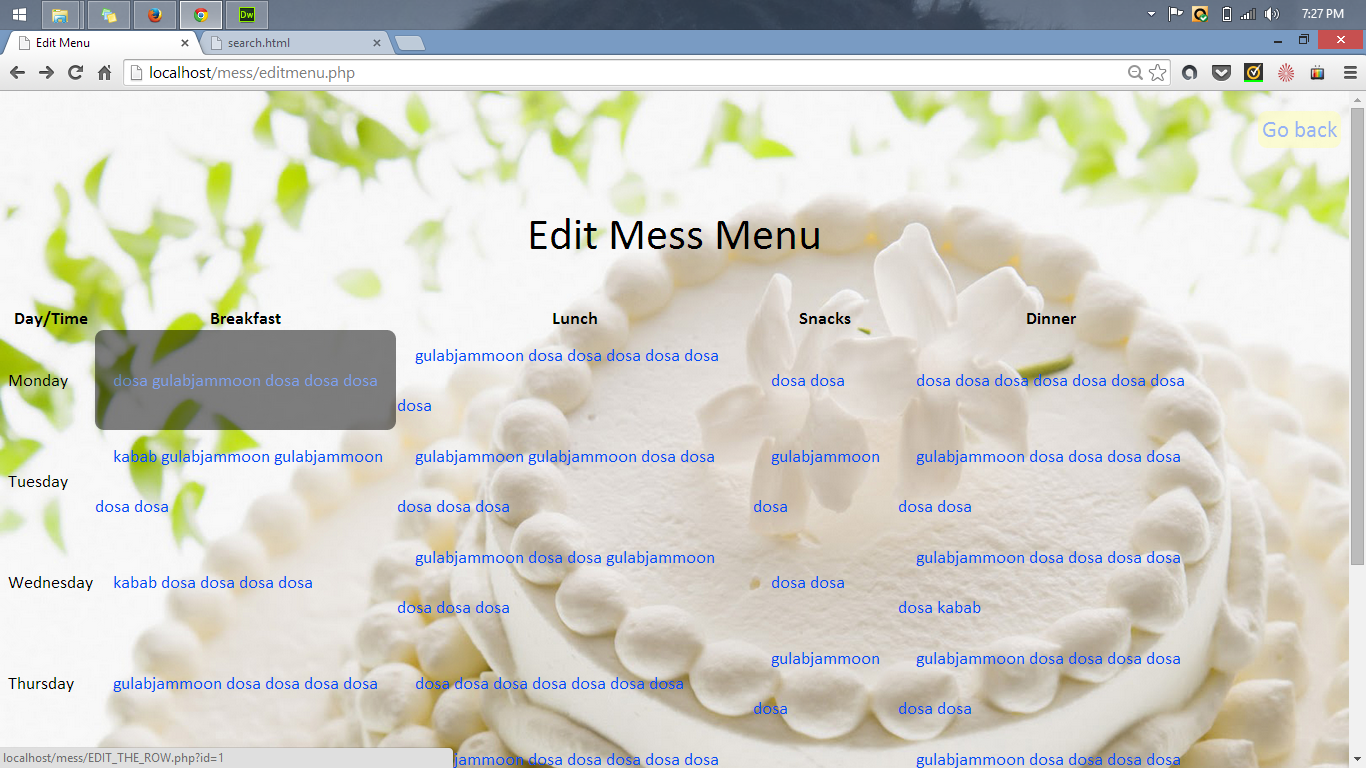 Dw
7:27 PM
Edit Menu
search.html
localhost/mess/editmenu.php
Go back
Edit Mess Menu
Day/Time Breakfast Lunch Snacks Dinner
gulabjammoon dosa dosa dosa dosa dosa
Monday dosa gulabjammoon dosa dosa dosa dosa dosa dosa dosa dosa dosa dosa dosa dosa
dosa
kabab gulabjammoon gulabjammoon gulabjammoon gulabjammoon dosa dosa gulabjammoon gulabjammoon dosa dosa dosa dosa
Tuesday
dosa dosa dosa dosa dosa dosa dosa dosa
gulabjammoon dosa dosa gulabjammoon gulabjammoon dosa dosa dosa dosa
Wednesday kabab dosa dosa dosa dosa dosa dosa
dosa dosa dosa dosa kabab
gulabjammoon gulabjammoon dosa dosa dosa dosa
Thursday gulabjammoon dosa dosa dosa dosa dosa dosa dosa dosa dosa dosa dosa
dosa dosa dosa
gulabjammoon dosa dosa dosa dosa dosa gulabjammoon dosa dosa dosa dosa
localhost/mess/EDIT_THE_ROW.php?id=1